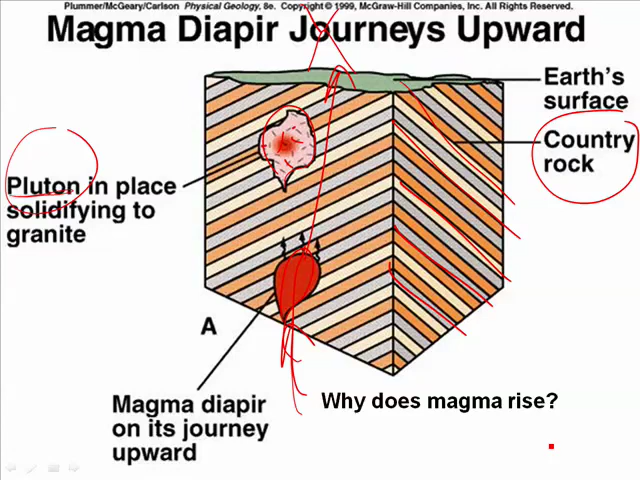 Plummer/McGeary/Carlson Physical Geology, 8e. Copyright © 1999, McGraw-Hill Companies, Inc. All Rights Reserved.
Magma Diapir Journeys Upward
Earth's
surface
Country
rock
Pluton in place
solidifying to
granite
A
Magma diapir
on its journey
upward
Why does magma rise?